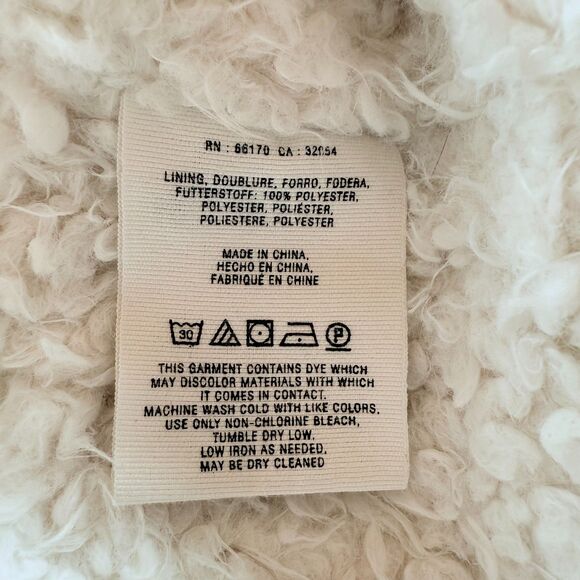 RN : 66170 CA : 32054
LINING, DOUBLURE, FORRO, FODERA,
FUTTERSTOFF: 100% POLYESTER,
POLYESTER, POLIÉSTER,
POLIESTERE, POLYESTER
MADE IN CHINA,
HECHO EN CHINA,
FABRIQUÉ EN CHINE
30 P
THIS GARMENT CONTAINS DYE WHICH
MAY DISCOLOR MATERIALS WITH WHICH
IT COMES IN CONTACT.
MACHINE WASH COLD WITH LIKE COLORS,
USE ONLY NON-CHLORINE BLEACH,
TUMBLE DRY LOW,
LOW IRON AS NEEDED,
MAY BE DRY CLEANED